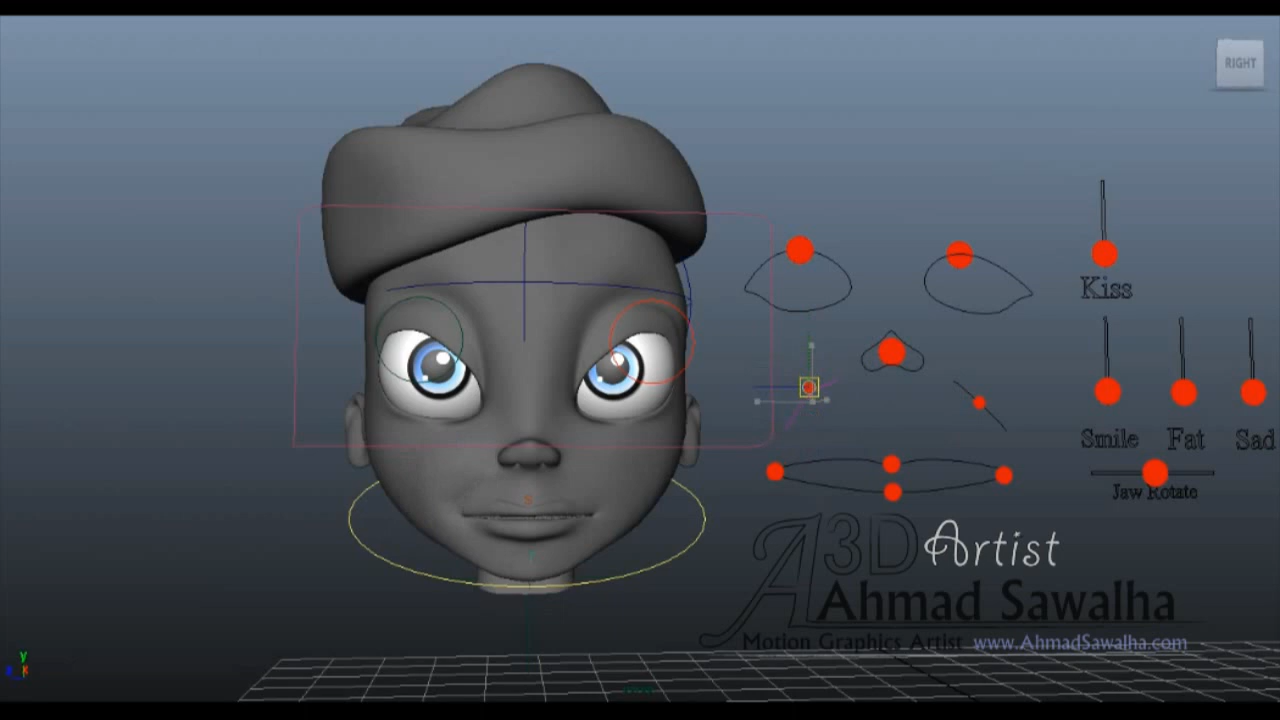 RIGHT
Kiss
Smile Fat Sad
Jaw Rotate
A 3D Artist
Ahmad Sawalha
Motion Graphics Artist www.AhmadSawalha.com
S
y